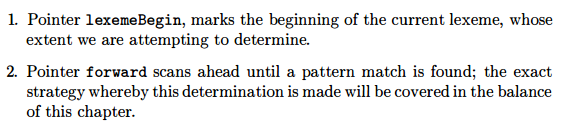 1. Pointer lexemeBegin, marks the beginning of the current lexeme, whose
extent we are attempting to determine.
2. Pointer forward scans ahead until a pattern match is found; the exact
strategy whereby this determination is made will be covered in the balance
of this chapter.